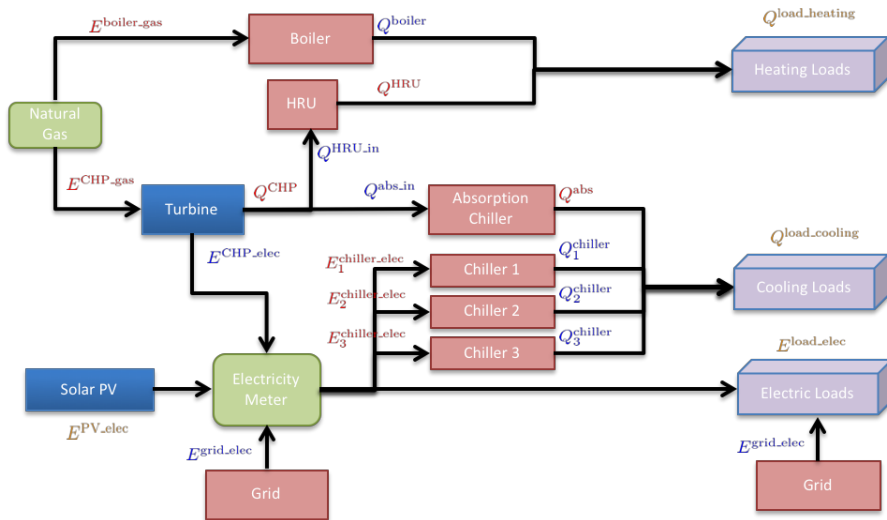 E^boiler_gas
Q^boiler
Q^load_heating
Boiler
Heating Loads
Natural
Gas
HRU
Q^HRU
Q^HRU_in
E^CHP_gas
Q^CHP
Q^abs_in
Absorption
Chiller
Q^abs
Turbine
E^CHP_elec
Q^load_cooling
E_1^chiller_elec
Chiller 1
Q_1^chiller
E_2^chiller_elec
Chiller 2
Q_2^chiller
Cooling Loads
E_3^chiller_elec
Chiller 3
Q_3^chiller
E^load_elec
Solar PV
Electricity
Meter
Electric Loads
E^PV_elec
E^grid_elec
E^grid_elec
Grid
Grid